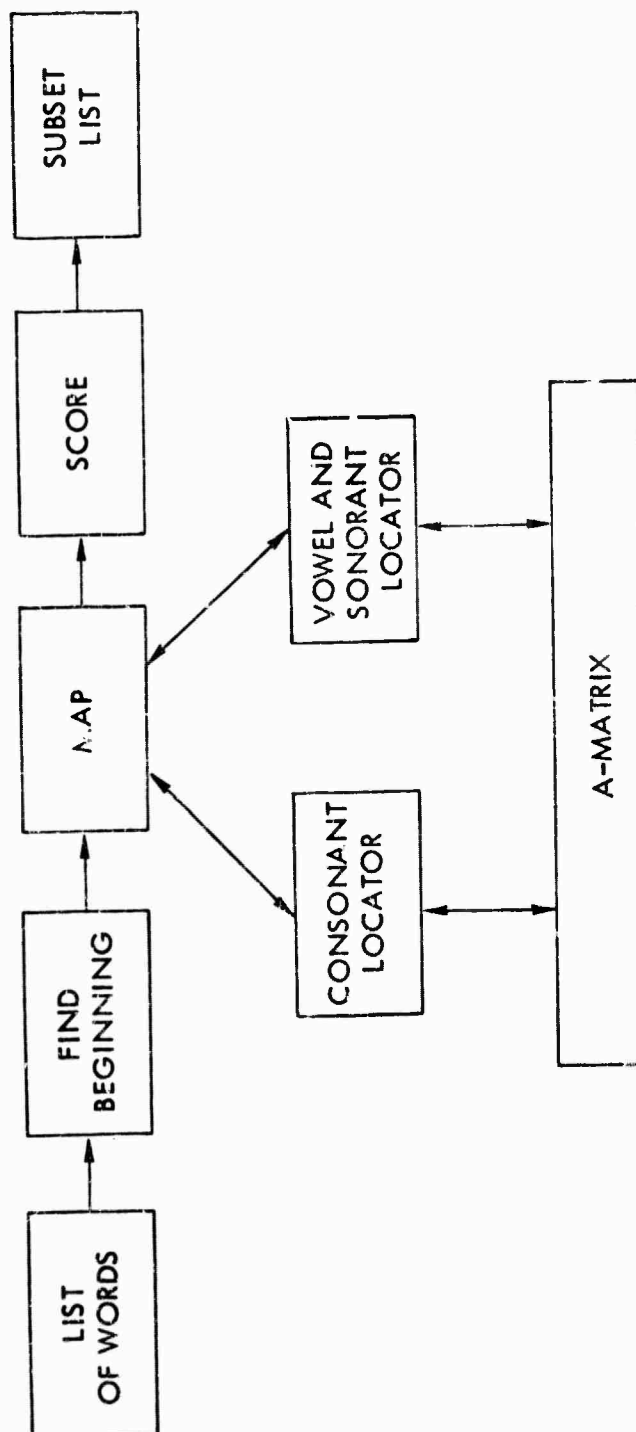 LIST
OF WORDS
FIND
BEGINNING
MAP
SCORE
SUBSET
LIST
CONSONANT
LOCATOR
VOWEL AND
SONORANT
LOCATOR
A-MATRIX